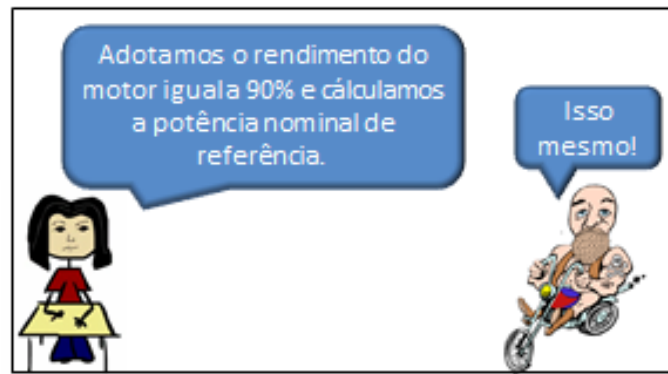 Adotamos o rendimento do
motor igual a 90% e cálculamos
a potência nominal de
referência.
Isso
mesmo!